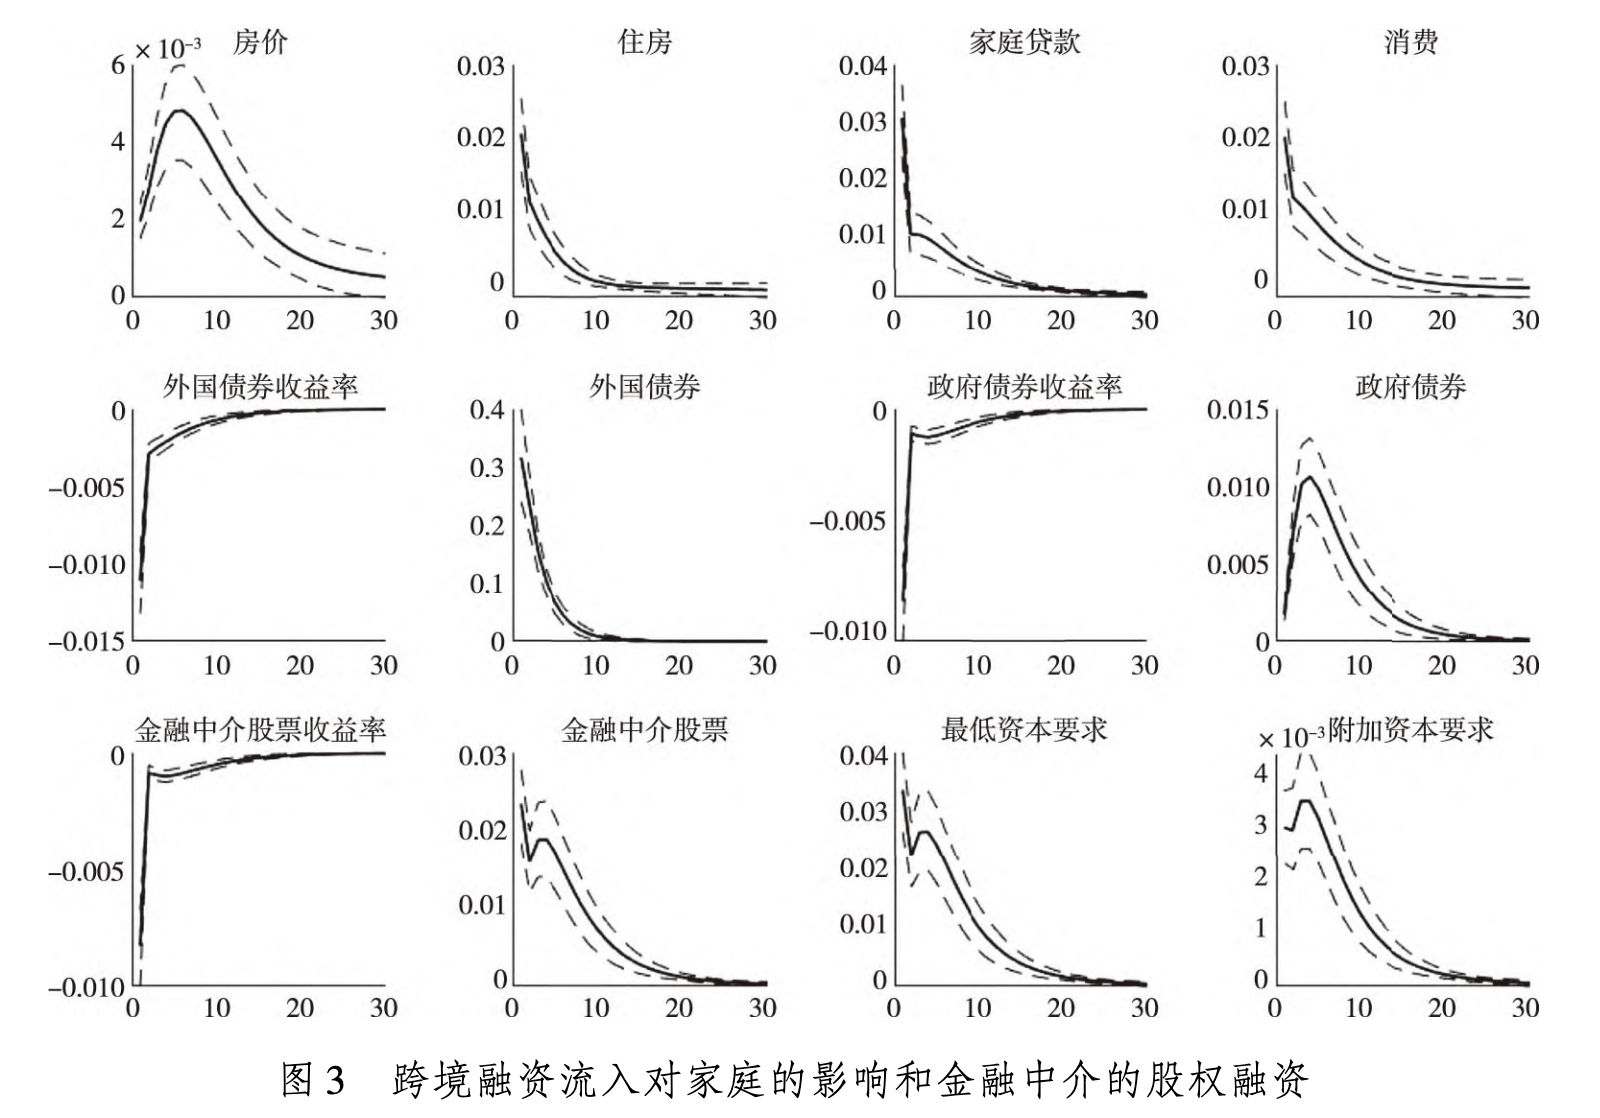 房价 住房 家庭贷款 消费
× 10⁻³
6 0.03 0.04 0.03
4 0.02 0.03 0.02
2 0.01 0.02 0.01
0 0 0.01 0
0
0 10 20 30 0 10 20 30 0 10 20 30 0 10 20 30
外国债券收益率 外国债券 政府债券收益率 政府债券
0 0.4 0 0.015
–0.005 0.3 –0.005 0.010
–0.010 0.2 –0.010 0.005
–0.015 0.1 0
0
0 10 20 30 0 10 20 30 0 10 20 30 0 10 20 30
金融中介股票收益率 金融中介股票 最低资本要求 × 10⁻³附加资本要求
0 0.03 0.04 4
–0.005 0.02 0.03 3
–0.010 0.01 0.02 2
0 0.01 1
0 0
0 10 20 30 0 10 20 30 0 10 20 30 0 10 20 30
图 3 跨境融资流入对家庭的影响和金融中介的股权融资